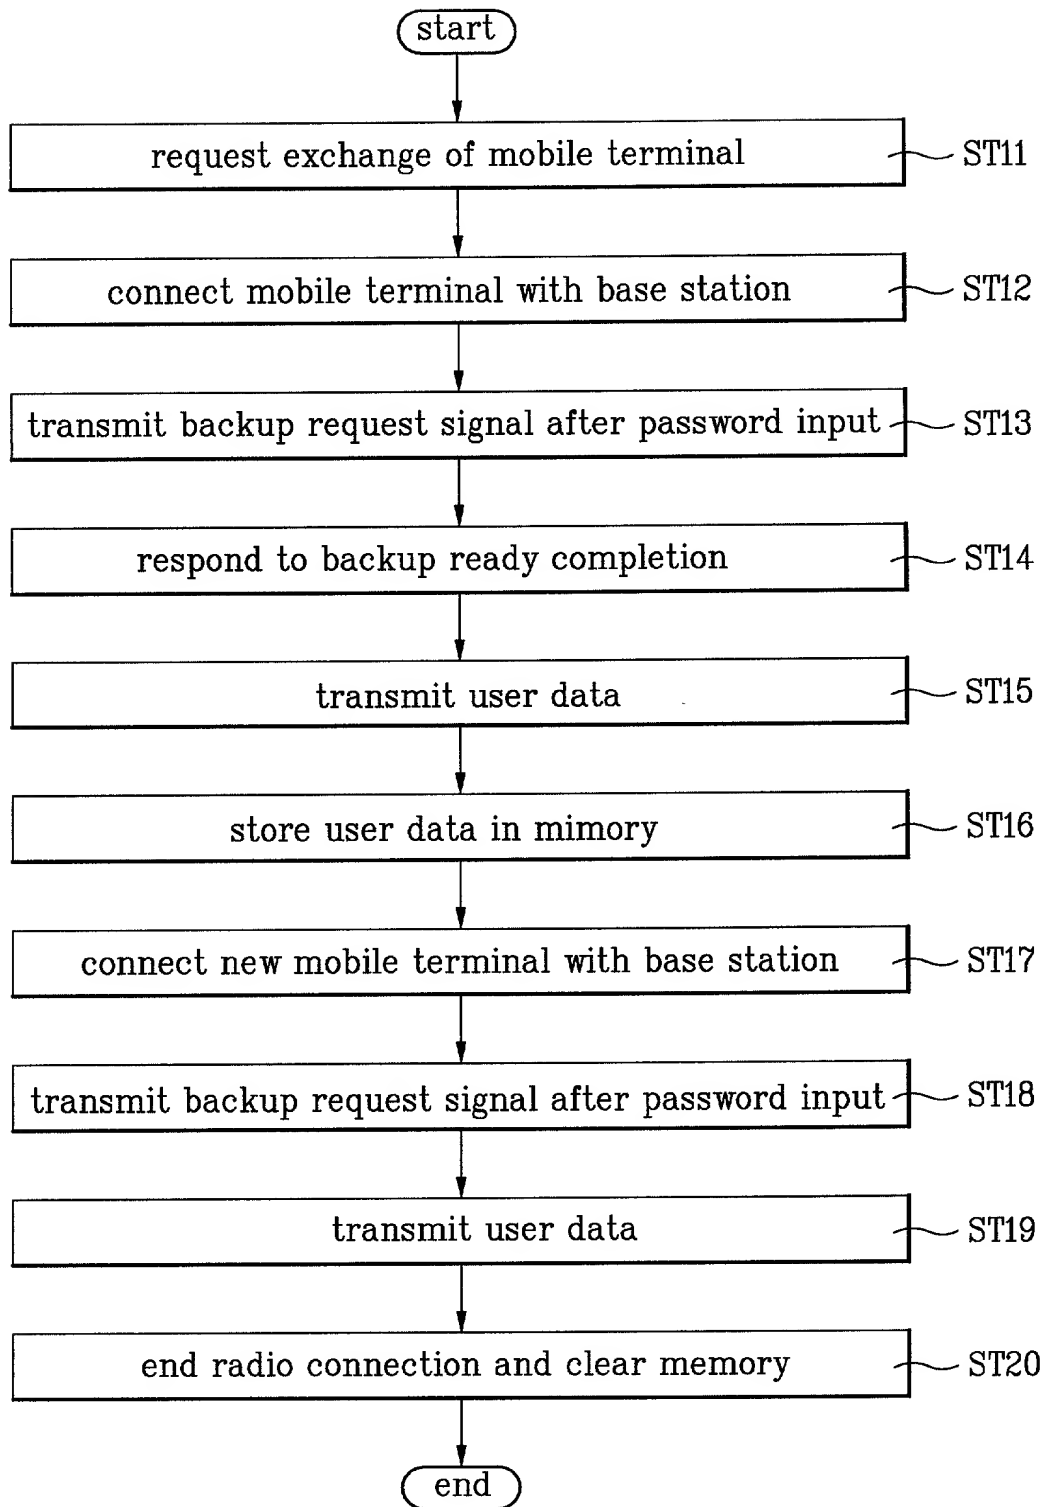 start
request exchange of mobile terminal
ST11
connect mobile terminal with base station
ST12
transmit backup request signal after password input
ST13
respond to backup ready completion
ST14
transmit user data
ST15
store user data in mimory
ST16
connect new mobile terminal with base station
ST17
transmit backup request signal after password input
ST18
transmit user data
ST19
end radio connection and clear memory
ST20
end